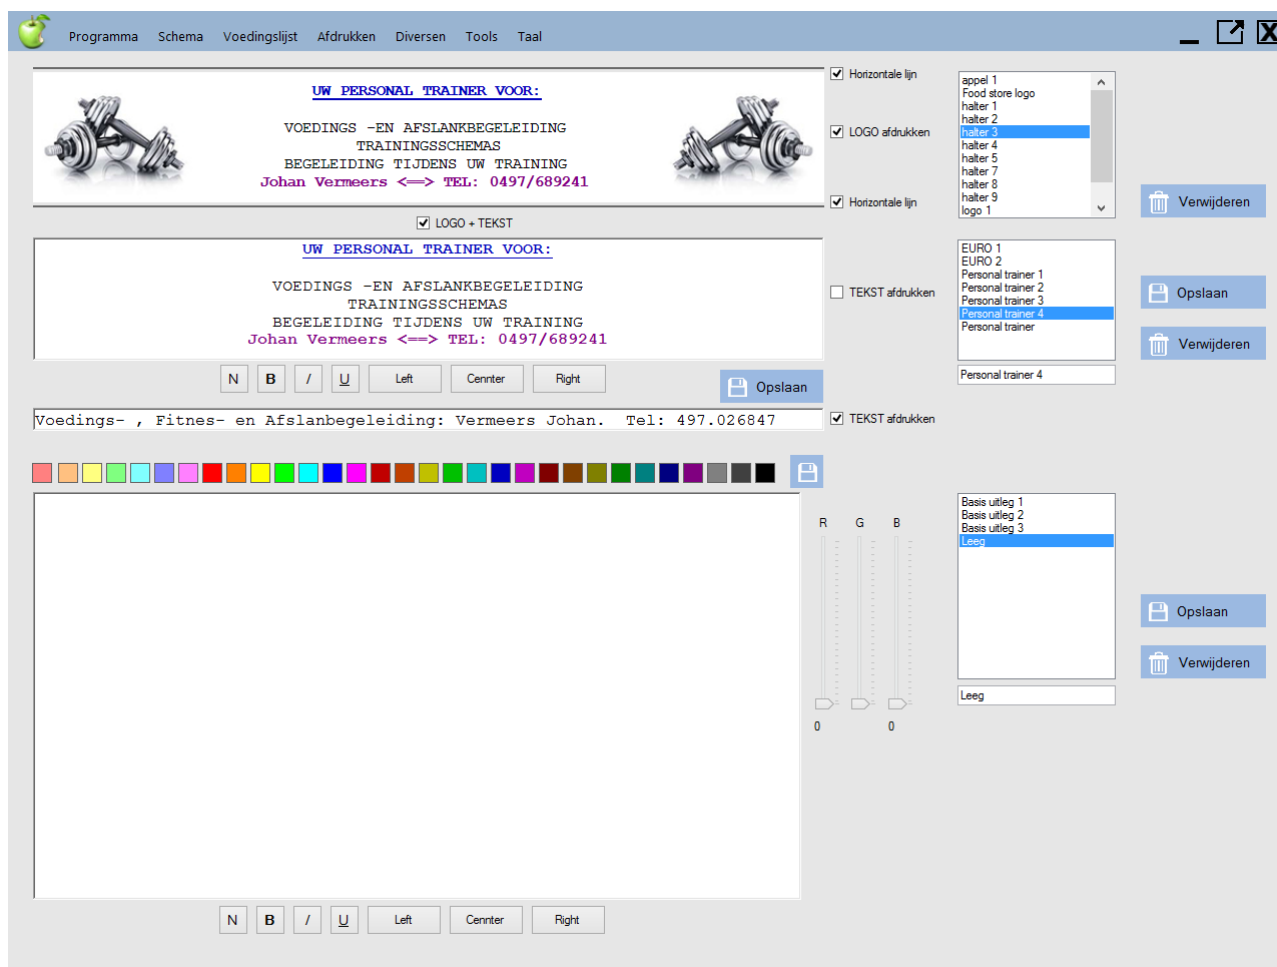 Programma Schema Voedingslijst Afdrukken Diversen Tools Taal
UW PERSONAL TRAINER VOOR:
VOEDINGS -EN AFSLANKBEGELEIDING
TRAININGSSCHEMAS
BEGELEIDING TIJDENS UW TRAINING
Johan Vermeers <==> TEL: 0497/689241
Horizontale lijn
LOGO afdrukken
Horizontale lijn
appel 1
Food store logo
halter 1
halter 2
halter 3
halter 4
halter 5
halter 7
halter 8
halter 9
logo 1
Verwijderen
LOGO + TEKST
UW PERSONAL TRAINER VOOR:
VOEDINGS -EN AFSLANKBEGELEIDING
TRAININGSSCHEMAS
BEGELEIDING TIJDENS UW TRAINING
Johan Vermeers <==> TEL: 0497/689241
TEKST afdrukken
EURO 1
EURO 2
Personal trainer 1
Personal trainer 2
Personal trainer 3
Personal trainer 4
Personal trainer
Personal trainer 4
Opslaan
Verwijderen
N B / U Left Cennter Right
Opslaan
Voedings- , Fitnes- en Afslanbegeleiding: Vermeers Johan. Tel: 497.026847
TEKST afdrukken
R G B
0 0
Basis uitleg 1
Basis uitleg 2
Basis uitleg 3
Leeg
Leeg
Opslaan
Verwijderen
N B / U Left Cennter Right